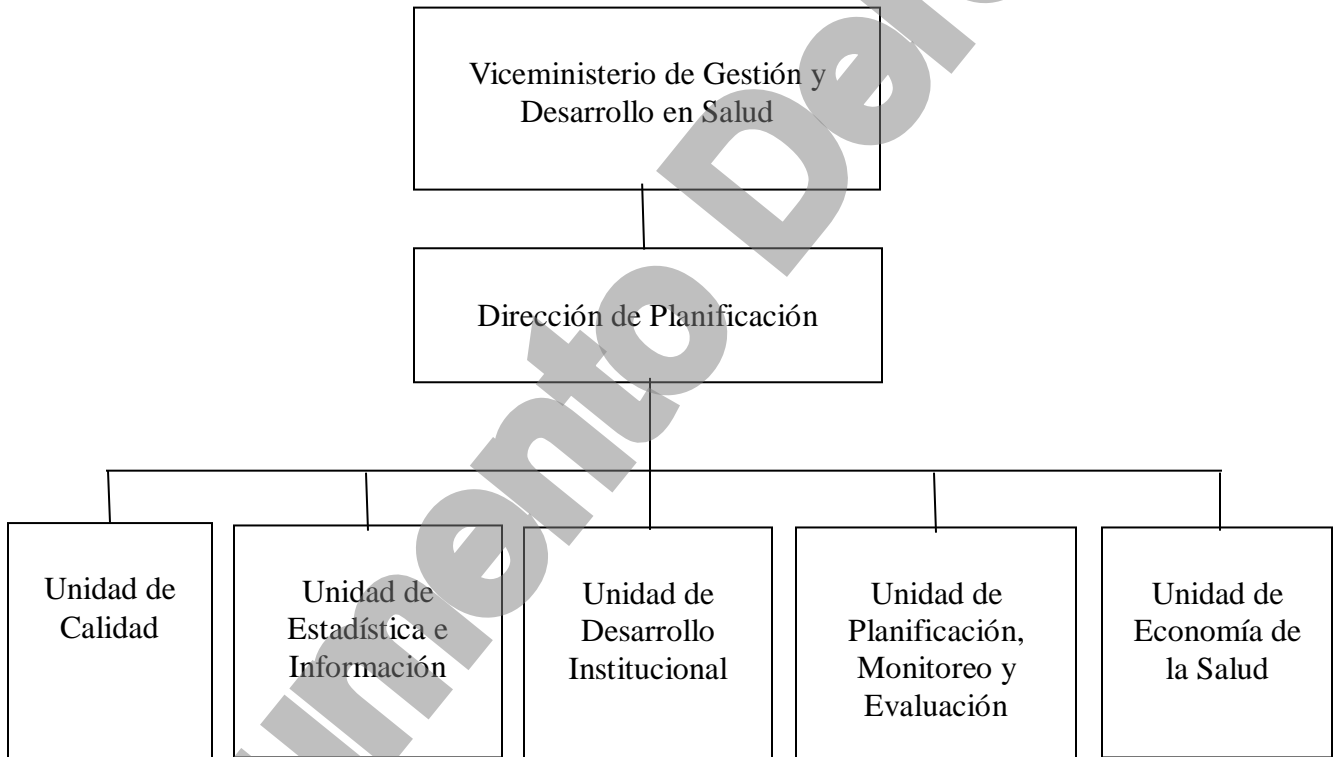 Viceministerio de Gestión y
Desarrollo en Salud
Dirección de Planificación
Unidad de
Calidad
Unidad de
Estadística e
Información
Unidad de
Desarrollo
Institucional
Unidad de
Planificación,
Monitoreo y
Evaluación
Unidad de
Economía de
la Salud